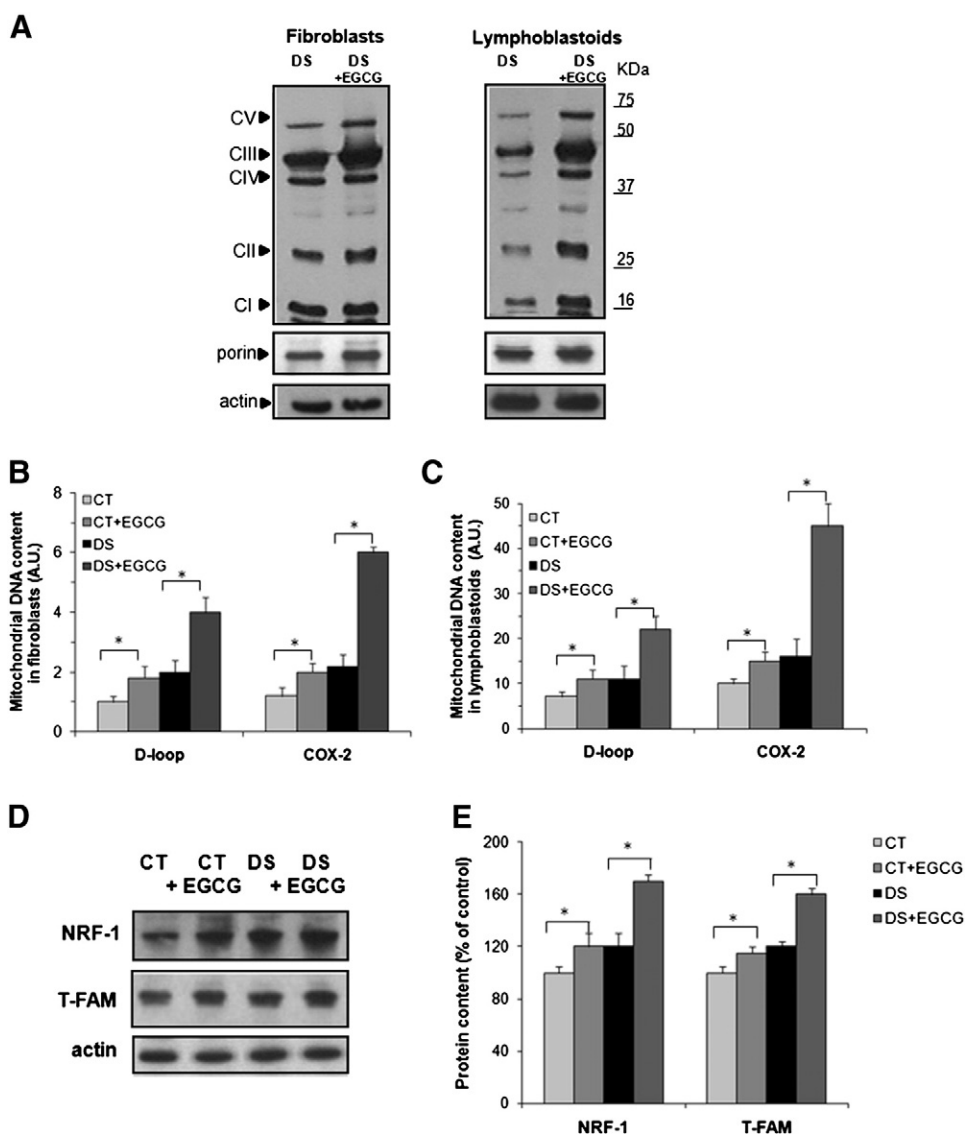 A
Fibroblasts
Lymphoblastoids
DS
DS
+EGCG
DS
DS
+EGCG
KDa
CV
CIII
CIV
CII
CI
porin
actin
75
50
37
25
16
B
Mitochondrial DNA content
in fibroblasts (A.U.)
8
6
4
2
0
CT
CT+EGCG
DS
DS+EGCG
*
*
*
*
D-loop
COX-2
C
Mitochondrial DNA content
in lymphoblastoids (A.U.)
50
40
30
20
10
0
CT
CT+EGCG
DS
DS+EGCG
*
*
*
*
D-loop
COX-2
D
CT CT DS DS
+ EGCG + EGCG
NRF-1
T-FAM
actin
E
Protein content (% of control)
200
160
120
80
40
0
*
*
*
*
NRF-1
T-FAM
CT
CT+EGCG
DS
DS+EGCG